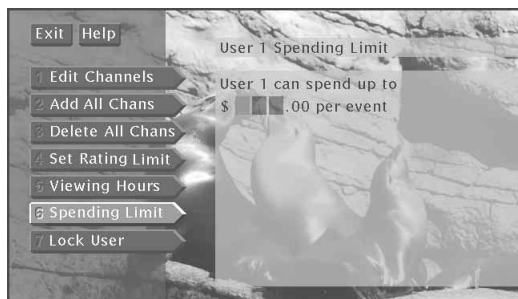 Exit Help
User 1 Spending Limit
1 Edit Channels
2 Add All Chans
3 Delete All Chans
4 Set Rating Limit
5 Viewing Hours
6 Spending Limit
7 Lock User
User 1 can spend up to
$ .00 per event